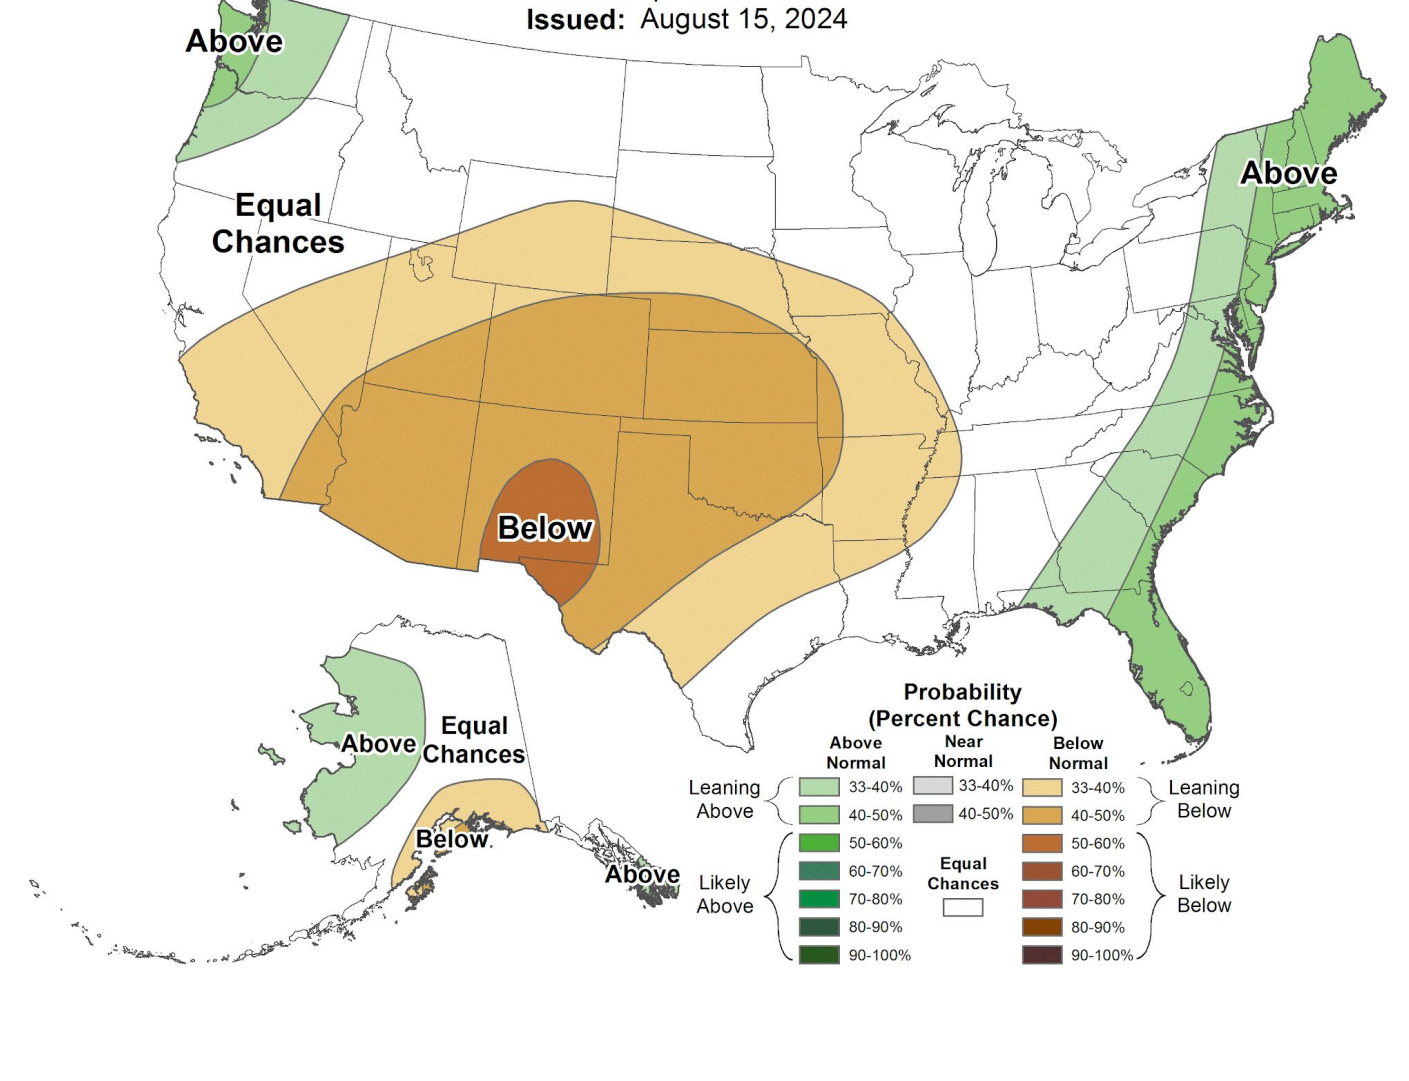 Issued: August 15, 2024
Above
Above
Equal
Chances
Below
Above
Equal
Chances
Below
Above
Probability
(Percent Chance)
Above
Normal
Near
Normal
Below
Normal
Leaning
Above
33-40% 33-40% 33-40%
40-50% 40-50% 40-50%
Leaning
Below
50-60% 50-60%
60-70% 60-70%
70-80% 70-80%
80-90% 80-90%
90-100% 90-100%
Likely
Above
Equal
Chances
Likely
Below